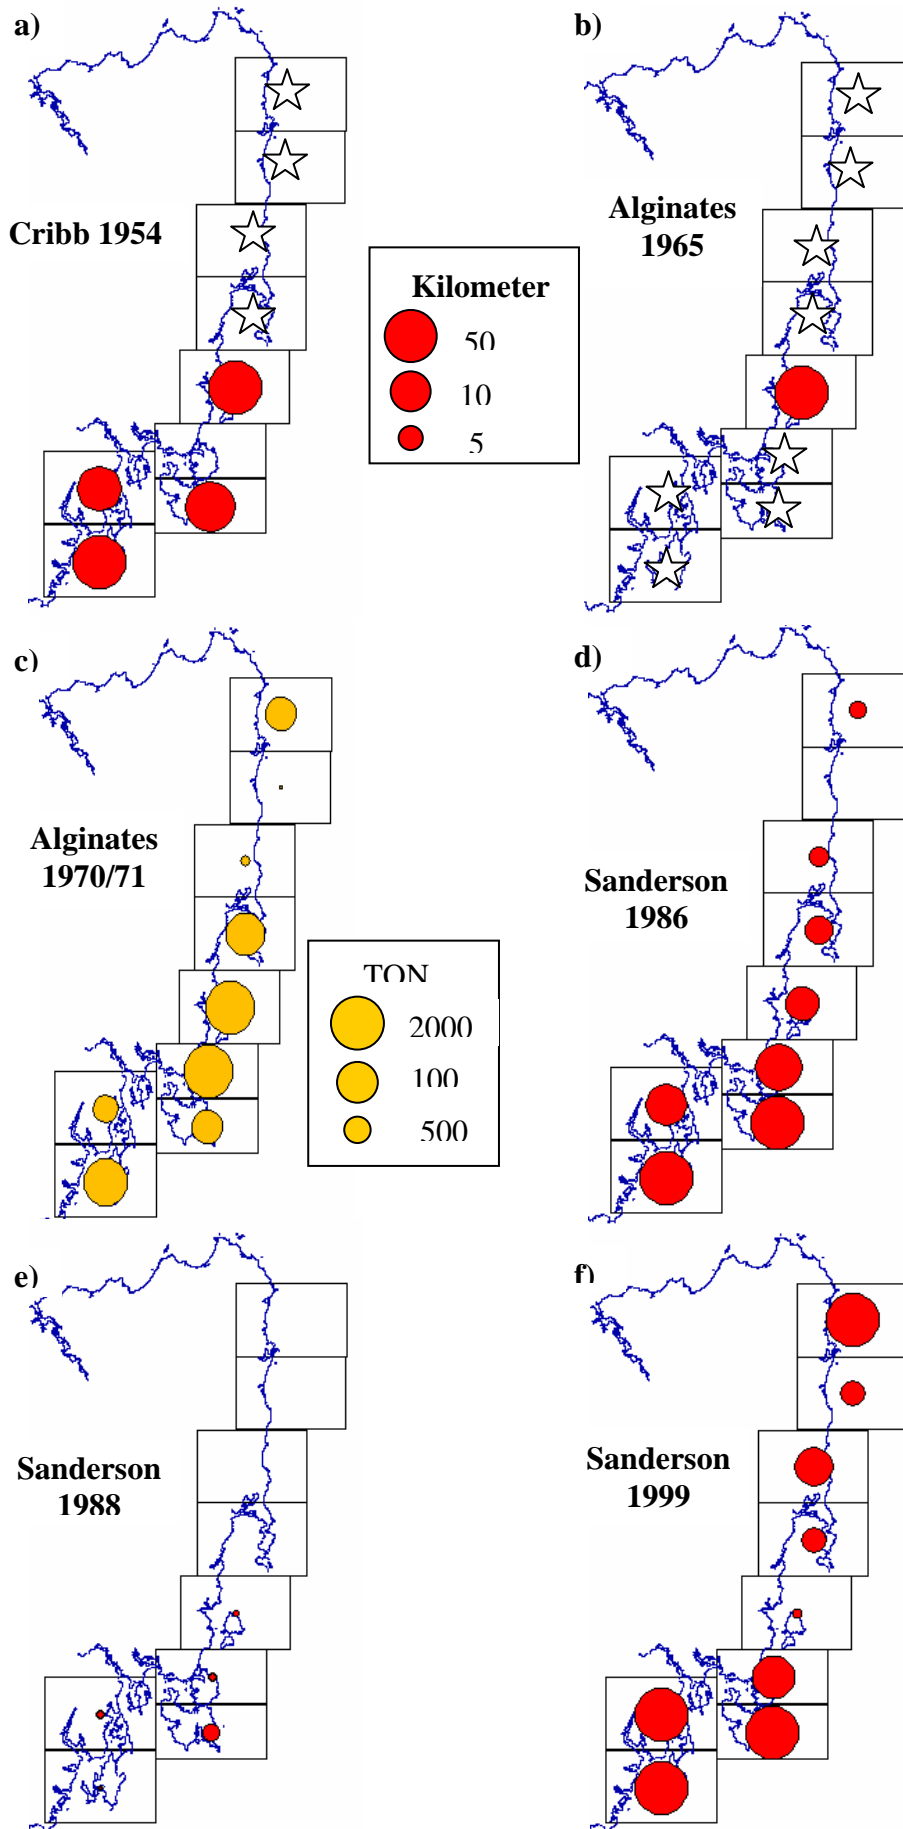 a)
b)
Cribb 1954
Alginates
1965
Kilometer
50
10
5
c)
d)
Alginates
1970/71
Sanderson
1986
TON
2000
100
500
e)
f)
Sanderson
1988
Sanderson
1999